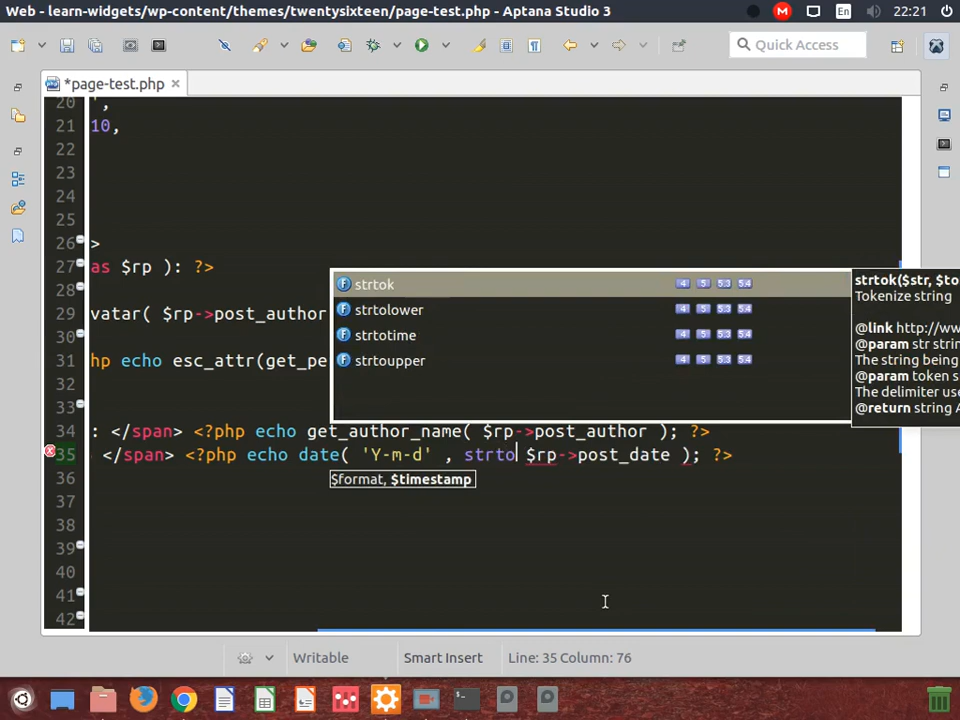 Web - learn-widgets/wp-content/themes/twentysixteen/page-test.php - Aptana Studio 3
En
22:21
Quick Access
*page-test.php
20 ',
21 10,
22
23
24
25
26 >
27 as $rp ): ?>
28
29 vatar( $rp->post_author
30
31 hp echo esc_attr(get_pe
32
33
34 : </span> <?php echo get_author_name( $rp->post_author ); ?>
35 </span> <?php echo date( 'Y-m-d' , strto $rp->post_date ); ?>
36
37
38
39
40
41
42
strtok 4 5 5.3 5.4
strtolower 4 5 5.3 5.4
strtotime 4 5 5.3 5.4
strtoupper 4 5 5.3 5.4
strtok($str, $to
Tokenize string
@link http://ww
@param str strin
The string being
@param token s
The delimiter use
@return string A
$format, $timestamp
Writable
Smart Insert
Line: 35 Column: 76